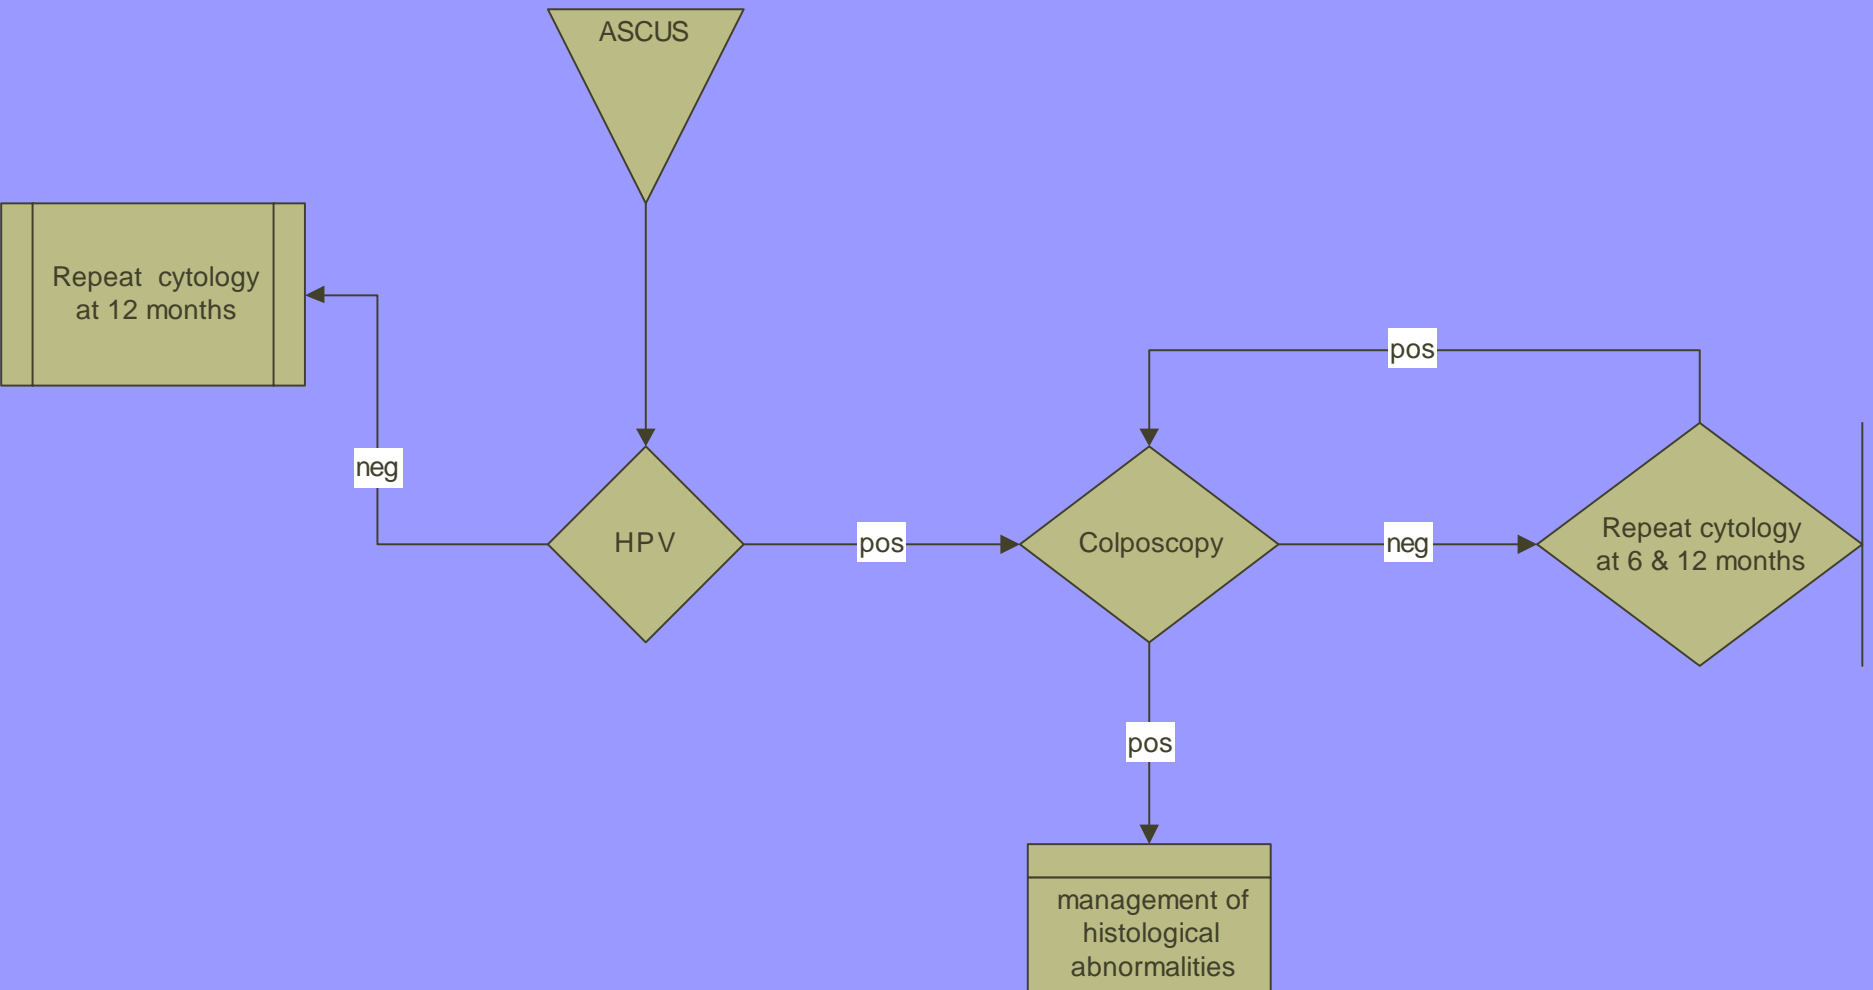 ASCUS
Repeat cytology
at 12 months
pos
neg
HPV
pos
Colposcopy
neg
Repeat cytology
at 6 & 12 months
pos
management of
histological
abnormalities